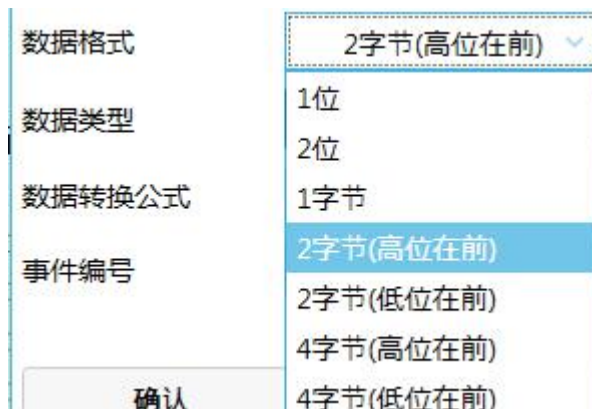 数据格式
2字节(高位在前)
1位
数据类型
2位
数据转换公式
1字节
2字节(高位在前)
事件编号
2字节(低位在前)
4字节(高位在前)
确认
4字节(低位在前)